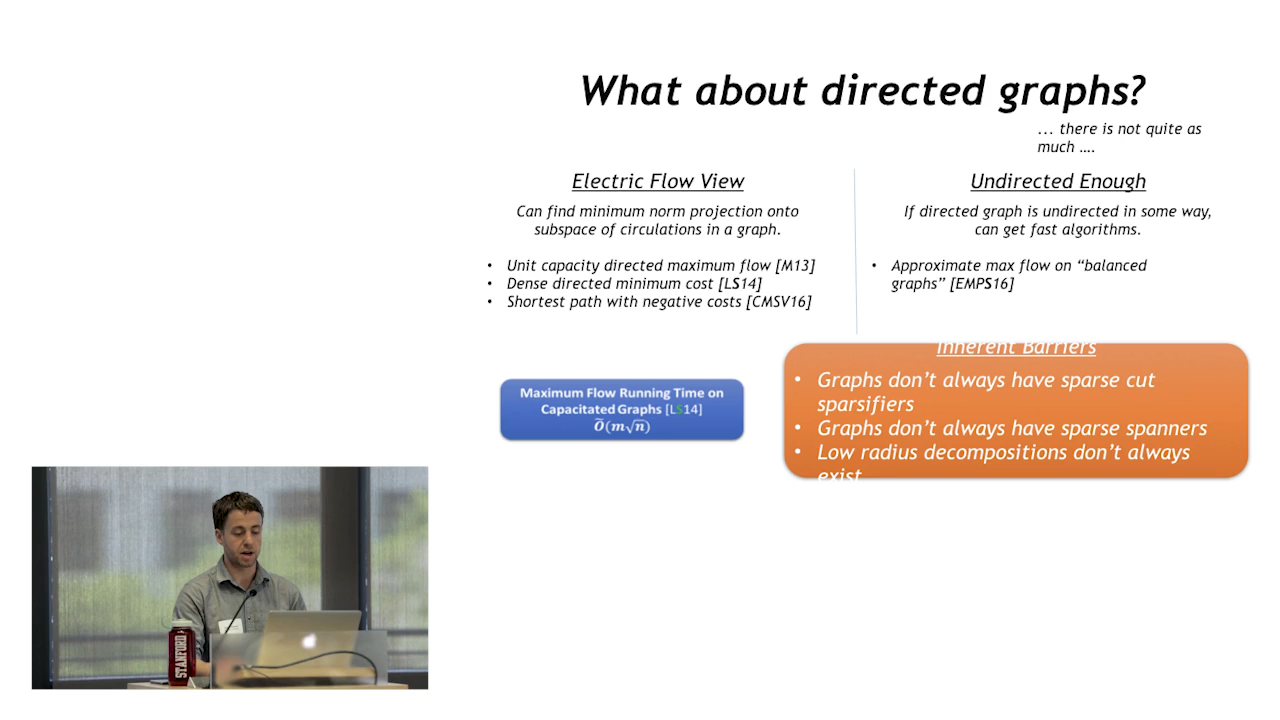 What about directed graphs?
... there is not quite as
much ....
Electric Flow View
Can find minimum norm projection onto
subspace of circulations in a graph.
• Unit capacity directed maximum flow [M13]
• Dense directed minimum cost [LS14]
• Shortest path with negative costs [CMSV16]
Undirected Enough
If directed graph is undirected in some way,
can get fast algorithms.
• Approximate max flow on “balanced
graphs” [EMPS16]
Maximum Flow Running Time on
Capacitated Graphs [LS14]
Õ(m√n)
Inherent Barriers
• Graphs don’t always have sparse cut
sparsifiers
• Graphs don’t always have sparse spanners
• Low radius decompositions don’t always
exist
STANFORD